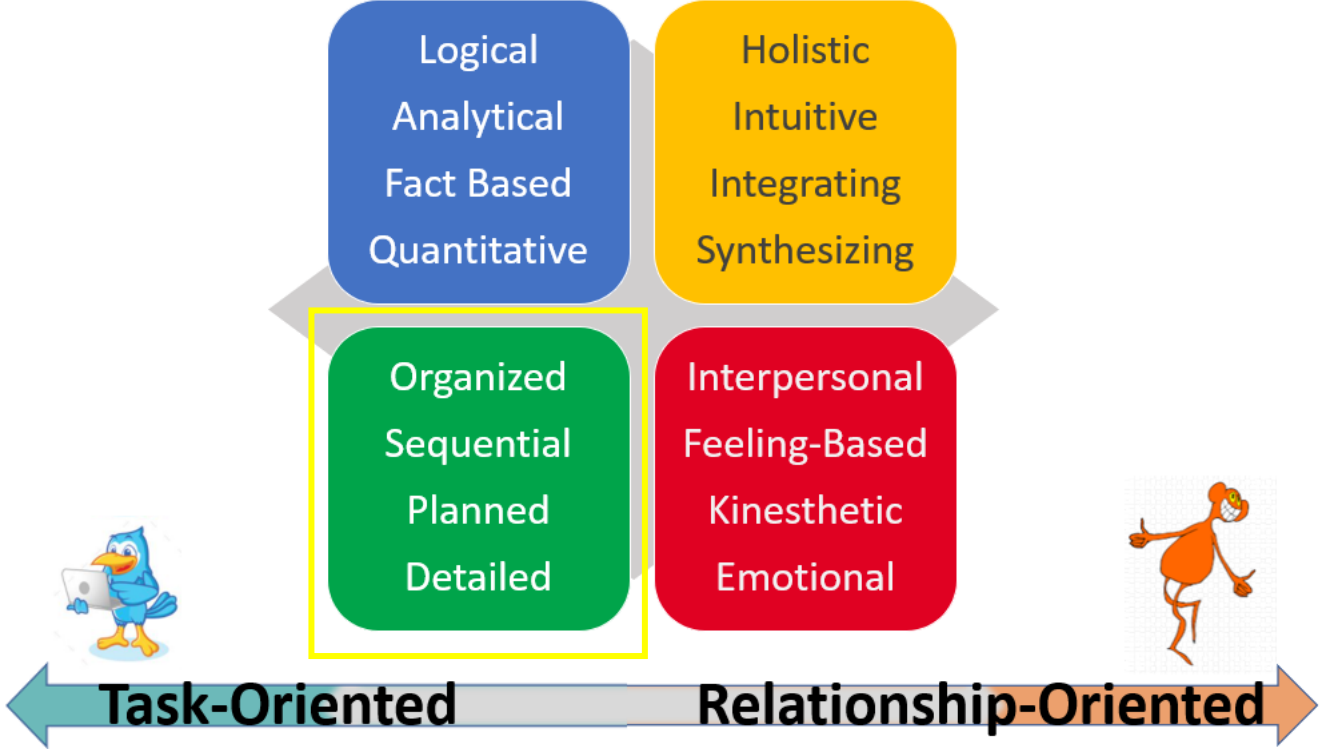 Logical
Analytical
Fact Based
Quantitative
Holistic
Intuitive
Integrating
Synthesizing
Organized
Sequential
Planned
Detailed
Interpersonal
Feeling-Based
Kinesthetic
Emotional
Task-Oriented
Relationship-Oriented